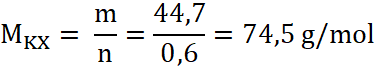 M_KX = m/n = 44,7/0,6 = 74,5 g/mol